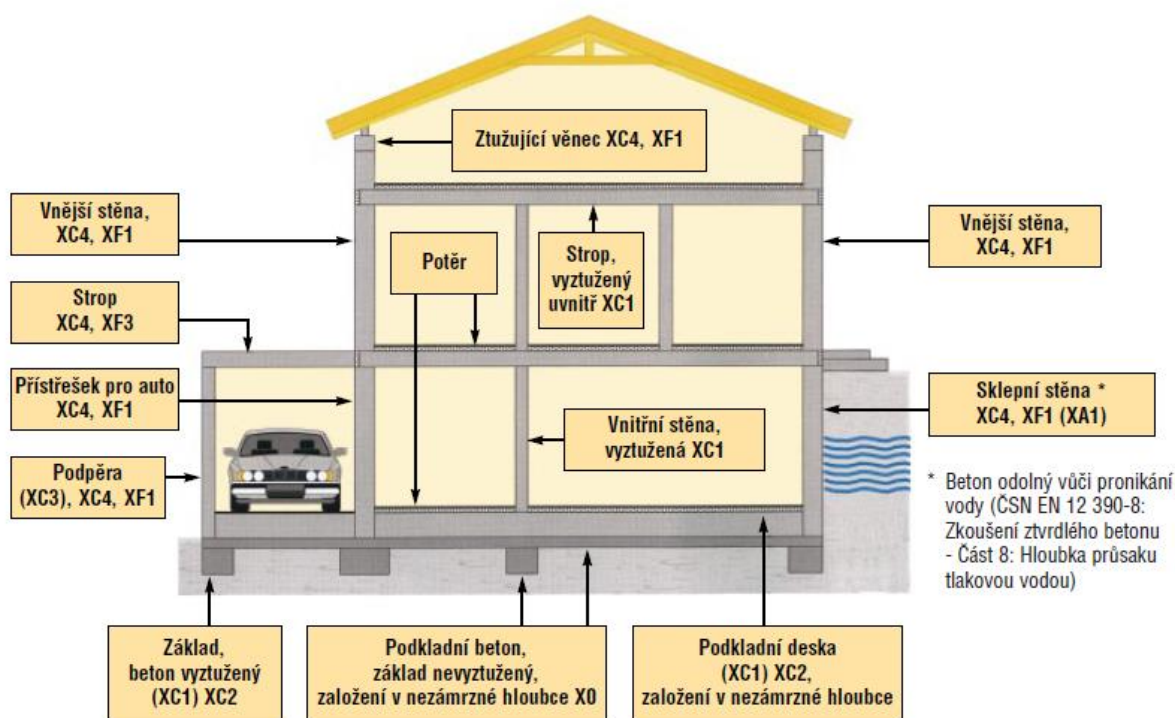 Ztužující věnec XC4, XF1
Vnější stěna,
XC4, XF1
Potěr
Strop,
vyztužený
uvnitř XC1
Vnější stěna,
XC4, XF1
Strop
XC4, XF3
Přístřešek pro auto
XC4, XF1
Vnitřní stěna,
vyztužená XC1
Sklepní stěna *
XC4, XF1 (XA1)
Podpěra
(XC3), XC4, XF1
* Beton odolný vůči pronikání
vody (ČSN EN 12 390-8:
Zkoušení ztvrdlého betonu
- Část 8: Hloubka průsaku
tlakovou vodou)
Základ,
beton vyztužený
(XC1) XC2
Podkladní beton,
základ nevyztužený,
založení v nezámrzné hloubce X0
Podkladní deska
(XC1) XC2,
založení v nezámrzné hloubce